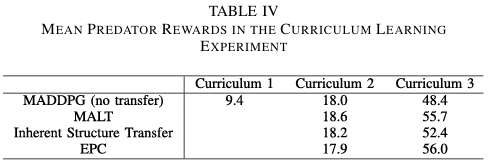 TABLE IV
MEAN PREDATOR REWARDS IN THE CURRICULUM LEARNING
EXPERIMENT
Curriculum 1 Curriculum 2 Curriculum 3
MADDPG (no transfer) 9.4 18.0 48.4
MALT 18.6 55.7
Inherent Structure Transfer 18.2 52.4
EPC 17.9 56.0